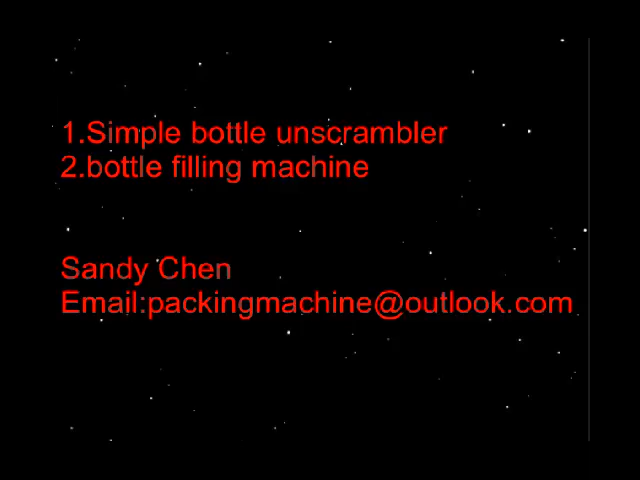 1.Simple bottle unscrambler
2.bottle filling machine
Sandy Chen
Email:packingmachine@outlook.com